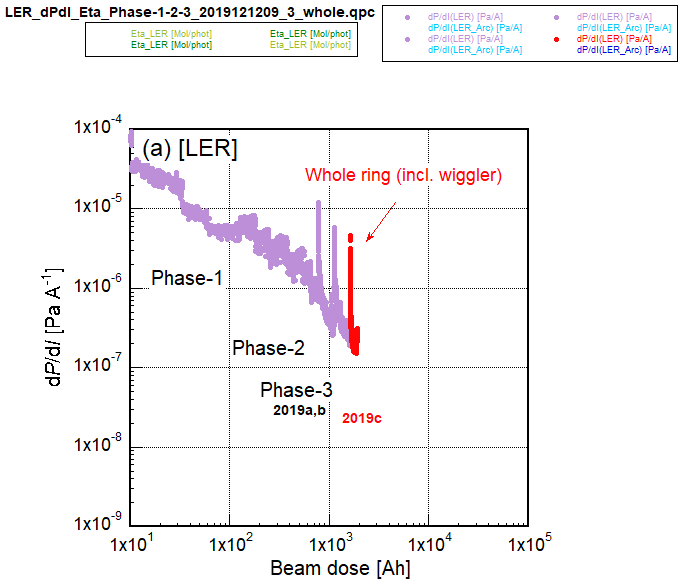 LER_dPdI_Eta_Phase-1-2-3_2019121209_3_whole.qpc
Eta_LER [Mol/phot] Eta_LER [Mol/phot]
Eta_LER [Mol/phot] Eta_LER [Mol/phot]
dP/dI(LER) [Pa/A] dP/dI(LER) [Pa/A]
dP/dI(LER_Arc) [Pa/A] dP/dI(LER_Arc) [Pa/A]
dP/dI(LER) [Pa/A] dP/dI(LER) [Pa/A]
dP/dI(LER_Arc) [Pa/A] dP/dI(LER_Arc) [Pa/A]
1x10⁻⁴
(a) [LER]
Whole ring (incl. wiggler)
1x10⁻⁵
1x10⁻⁶
Phase-1
dP/dI [Pa A⁻¹]
Phase-2
1x10⁻⁷
Phase-3
2019a,b
2019c
1x10⁻⁸
1x10⁻⁹
1x10¹ 1x10² 1x10³ 1x10⁴ 1x10⁵
Beam dose [Ah]